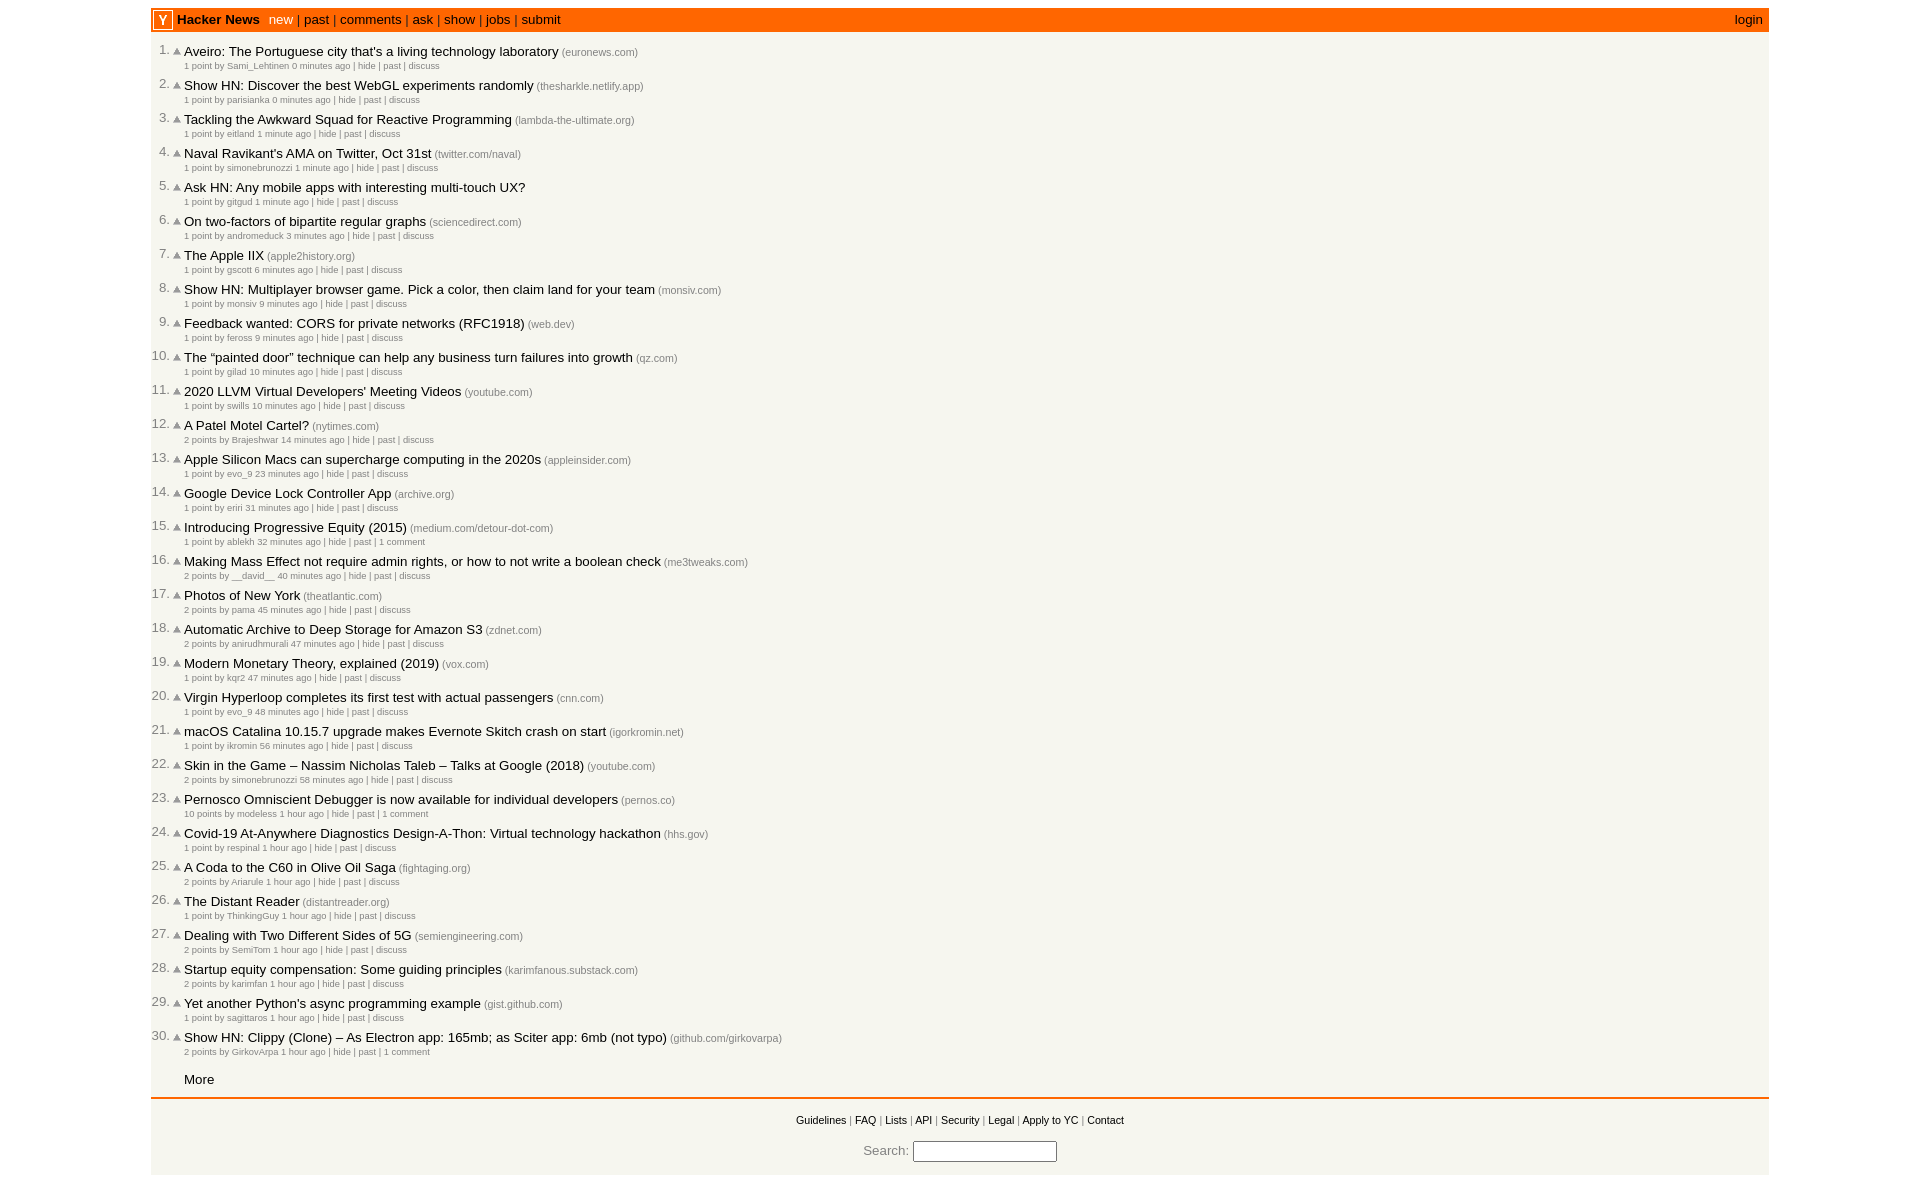 Y Hacker News new | past | comments | ask | show | jobs | submit login
1. Aveiro: The Portuguese city that's a living technology laboratory (euronews.com)
1 point by Sami_Lehtinen 0 minutes ago | hide | past | discuss
2. Show HN: Discover the best WebGL experiments randomly (thesharkle.netlify.app)
1 point by parisianka 0 minutes ago | hide | past | discuss
3. Tackling the Awkward Squad for Reactive Programming (lambda-the-ultimate.org)
1 point by eitland 1 minute ago | hide | past | discuss
4. Naval Ravikant's AMA on Twitter, Oct 31st (twitter.com/naval)
1 point by simonebrunozzi 1 minute ago | hide | past | discuss
5. Ask HN: Any mobile apps with interesting multi-touch UX?
1 point by gitgud 1 minute ago | hide | past | discuss
6. On two-factors of bipartite regular graphs (sciencedirect.com)
1 point by andromeduck 3 minutes ago | hide | past | discuss
7. The Apple IIX (apple2history.org)
1 point by gscott 6 minutes ago | hide | past | discuss
8. Show HN: Multiplayer browser game. Pick a color, then claim land for your team (monsiv.com)
1 point by monsiv 9 minutes ago | hide | past | discuss
9. Feedback wanted: CORS for private networks (RFC1918) (web.dev)
1 point by feross 9 minutes ago | hide | past | discuss
10. The “painted door” technique can help any business turn failures into growth (qz.com)
1 point by gilad 10 minutes ago | hide | past | discuss
11. 2020 LLVM Virtual Developers' Meeting Videos (youtube.com)
1 point by swills 10 minutes ago | hide | past | discuss
12. A Patel Motel Cartel? (nytimes.com)
2 points by Brajeshwar 14 minutes ago | hide | past | discuss
13. Apple Silicon Macs can supercharge computing in the 2020s (appleinsider.com)
1 point by evo_9 23 minutes ago | hide | past | discuss
14. Google Device Lock Controller App (archive.org)
1 point by eriri 31 minutes ago | hide | past | discuss
15. Introducing Progressive Equity (2015) (medium.com/detour-dot-com)
1 point by ablekh 32 minutes ago | hide | past | 1 comment
16. Making Mass Effect not require admin rights, or how to not write a boolean check (me3tweaks.com)
2 points by __david__ 40 minutes ago | hide | past | discuss
17. Photos of New York (theatlantic.com)
2 points by pama 45 minutes ago | hide | past | discuss
18. Automatic Archive to Deep Storage for Amazon S3 (zdnet.com)
2 points by anirudhmurali 47 minutes ago | hide | past | discuss
19. Modern Monetary Theory, explained (2019) (vox.com)
1 point by kqr2 47 minutes ago | hide | past | discuss
20. Virgin Hyperloop completes its first test with actual passengers (cnn.com)
1 point by evo_9 48 minutes ago | hide | past | discuss
21. macOS Catalina 10.15.7 upgrade makes Evernote Skitch crash on start (igorkromin.net)
1 point by ikromin 56 minutes ago | hide | past | discuss
22. Skin in the Game – Nassim Nicholas Taleb – Talks at Google (2018) (youtube.com)
2 points by simonebrunozzi 58 minutes ago | hide | past | discuss
23. Pernosco Omniscient Debugger is now available for individual developers (pernos.co)
10 points by modeless 1 hour ago | hide | past | 1 comment
24. Covid-19 At-Anywhere Diagnostics Design-A-Thon: Virtual technology hackathon (hhs.gov)
1 point by respinal 1 hour ago | hide | past | discuss
25. A Coda to the C60 in Olive Oil Saga (fightaging.org)
2 points by Ariarule 1 hour ago | hide | past | discuss
26. The Distant Reader (distantreader.org)
1 point by ThinkingGuy 1 hour ago | hide | past | discuss
27. Dealing with Two Different Sides of 5G (semiengineering.com)
2 points by SemiTom 1 hour ago | hide | past | discuss
28. Startup equity compensation: Some guiding principles (karimfanous.substack.com)
2 points by karimfan 1 hour ago | hide | past | discuss
29. Yet another Python's async programming example (gist.github.com)
1 point by sagittaros 1 hour ago | hide | past | discuss
30. Show HN: Clippy (Clone) – As Electron app: 165mb; as Sciter app: 6mb (not typo) (github.com/girkovarpa)
2 points by GirkovArpa 1 hour ago | hide | past | 1 comment
More
Guidelines | FAQ | Lists | API | Security | Legal | Apply to YC | Contact
Search: